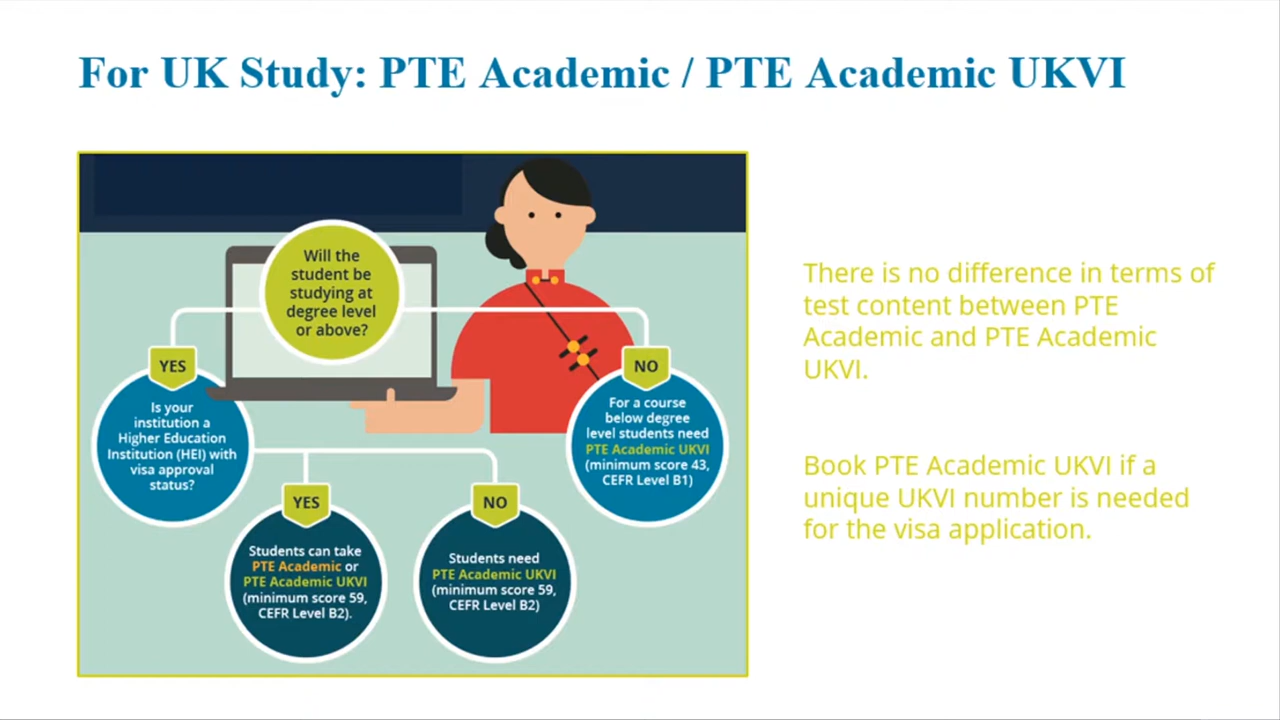 For UK Study: PTE Academic / PTE Academic UKVI
Will the
student be
studying at
degree level
or above?
YES
NO
Is your
institution a
Higher Education
Institution (HEI) with
visa approval
status?
For a course
below degree
level students need
PTE Academic UKVI
(minimum score 43,
CEFR Level B1)
YES
NO
Students can take
PTE Academic or
PTE Academic UKVI
(minimum score 59,
CEFR Level B2).
Students need
PTE Academic UKVI
(minimum score 59,
CEFR Level B2)
There is no difference in terms of
test content between PTE
Academic and PTE Academic
UKVI.
Book PTE Academic UKVI if a
unique UKVI number is needed
for the visa application.